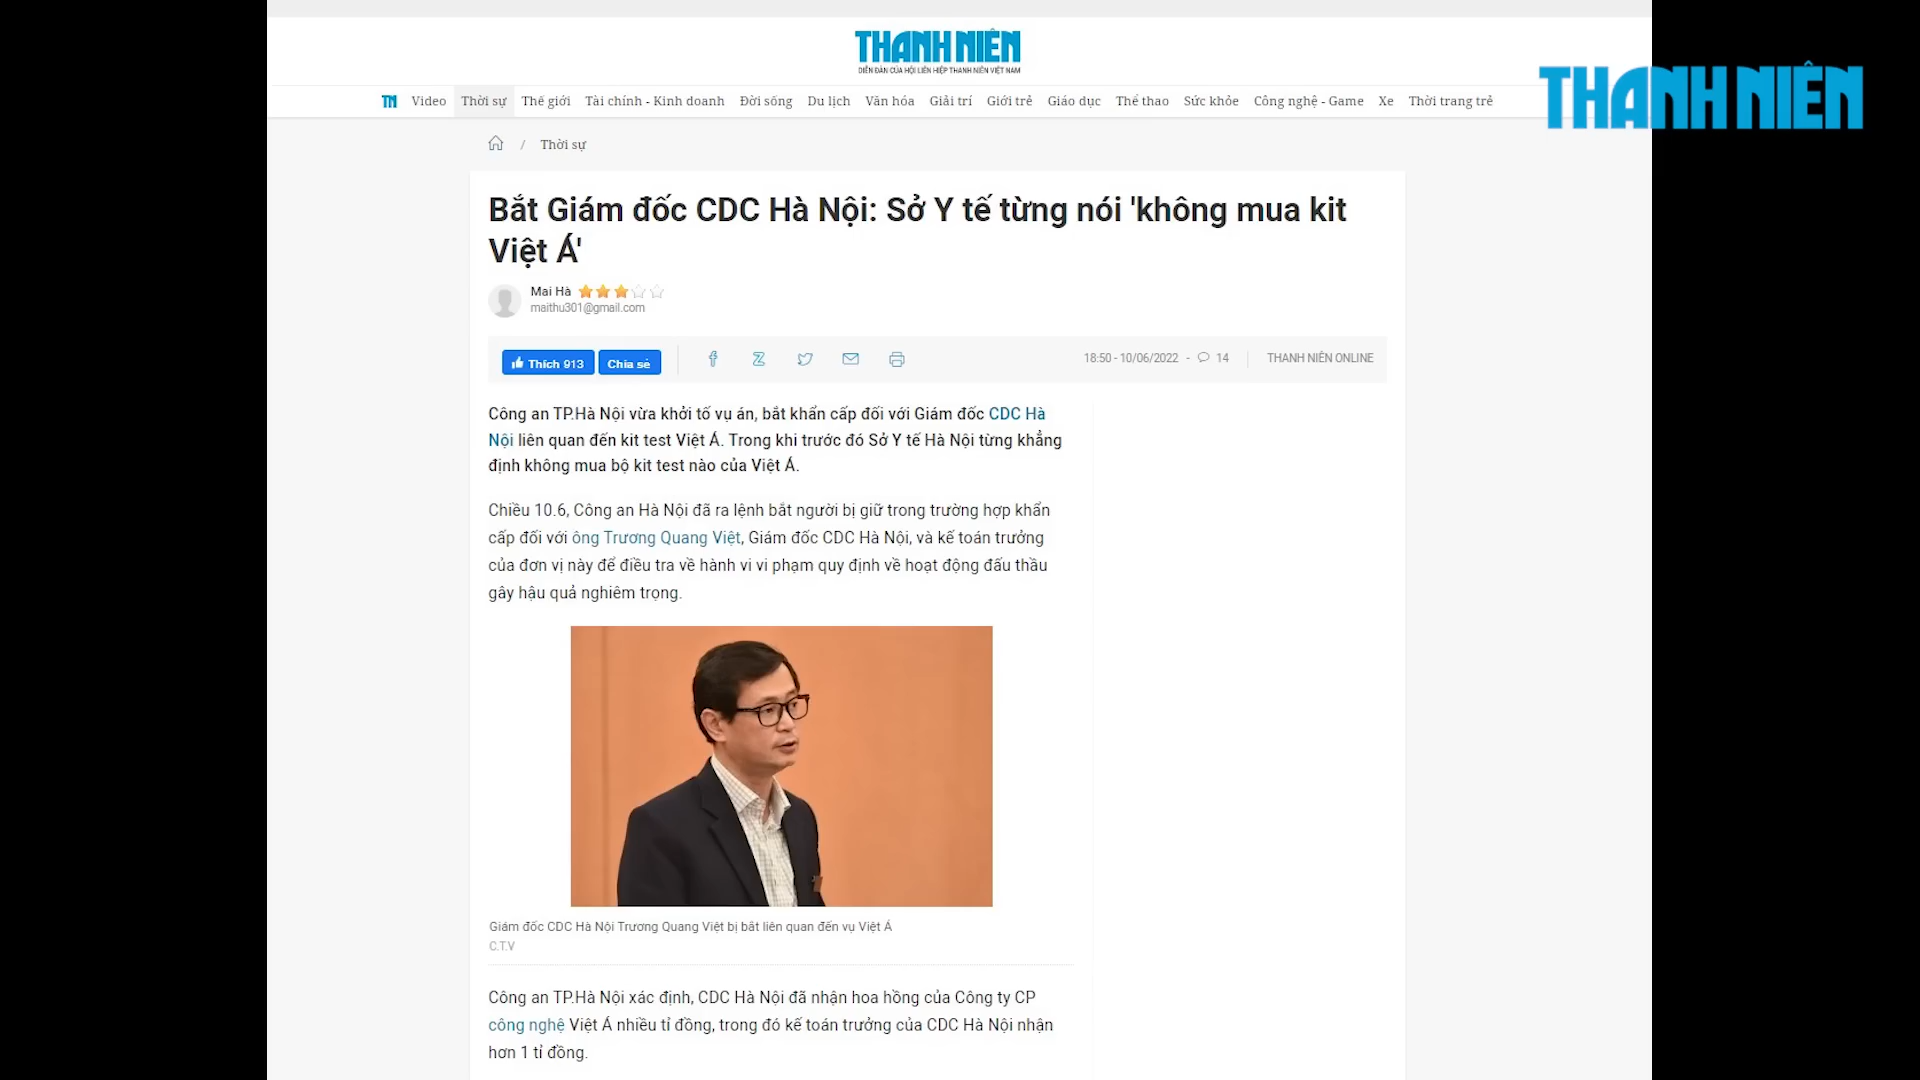 THANH NIÊN
DIỄN ĐÀN CỦA HỘI LIÊN HIỆP THANH NIÊN VIỆT NAM
THANH NIÊN
TN Video Thời sự Thế giới Tài chính - Kinh doanh Đời sống Du lịch Văn hóa Giải trí Giới trẻ Giáo dục Thể thao Sức khỏe Công nghệ - Game Xe Thời trang trẻ
/ Thời sự
Bắt Giám đốc CDC Hà Nội: Sở Y tế từng nói 'không mua kit
Việt Á'
Mai Hà
maithu301@gmail.com
Thích 913 Chia sẻ 18:50 - 10/06/2022 - 14 THANH NIÊN ONLINE
Công an TP.Hà Nội vừa khởi tố vụ án, bắt khẩn cấp đối với Giám đốc CDC Hà
Nội liên quan đến kit test Việt Á. Trong khi trước đó Sở Y tế Hà Nội từng khẳng
định không mua bộ kit test nào của Việt Á.
Chiều 10.6, Công an Hà Nội đã ra lệnh bắt người bị giữ trong trường hợp khẩn
cấp đối với ông Trương Quang Việt, Giám đốc CDC Hà Nội, và kế toán trưởng
của đơn vị này để điều tra về hành vi vi phạm quy định về hoạt động đấu thầu
gây hậu quả nghiêm trọng.
Giám đốc CDC Hà Nội Trương Quang Việt bị bắt liên quan đến vụ Việt Á
C.T.V
Công an TP.Hà Nội xác định, CDC Hà Nội đã nhận hoa hồng của Công ty CP
công nghệ Việt Á nhiều tỉ đồng, trong đó kế toán trưởng của CDC Hà Nội nhận
hơn 1 tỉ đồng.